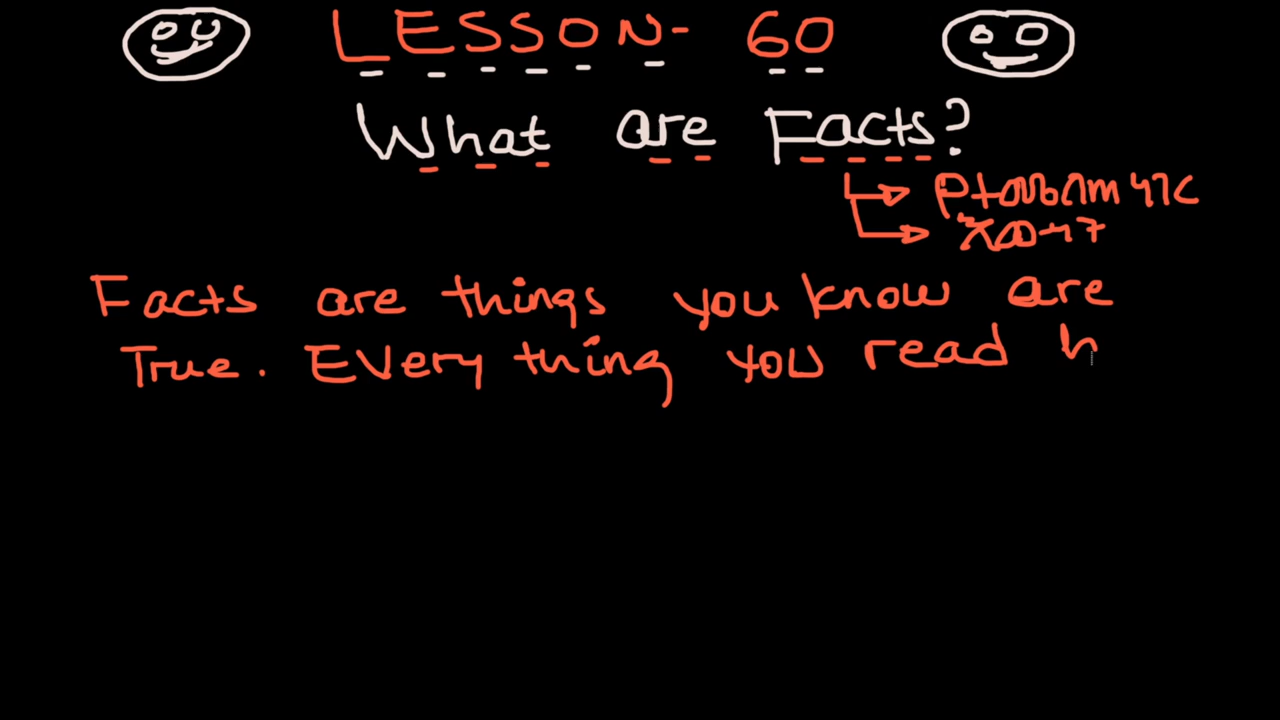 LESSON- 60
What are Facts?
Facts are things you know are
True. Every thing you read h